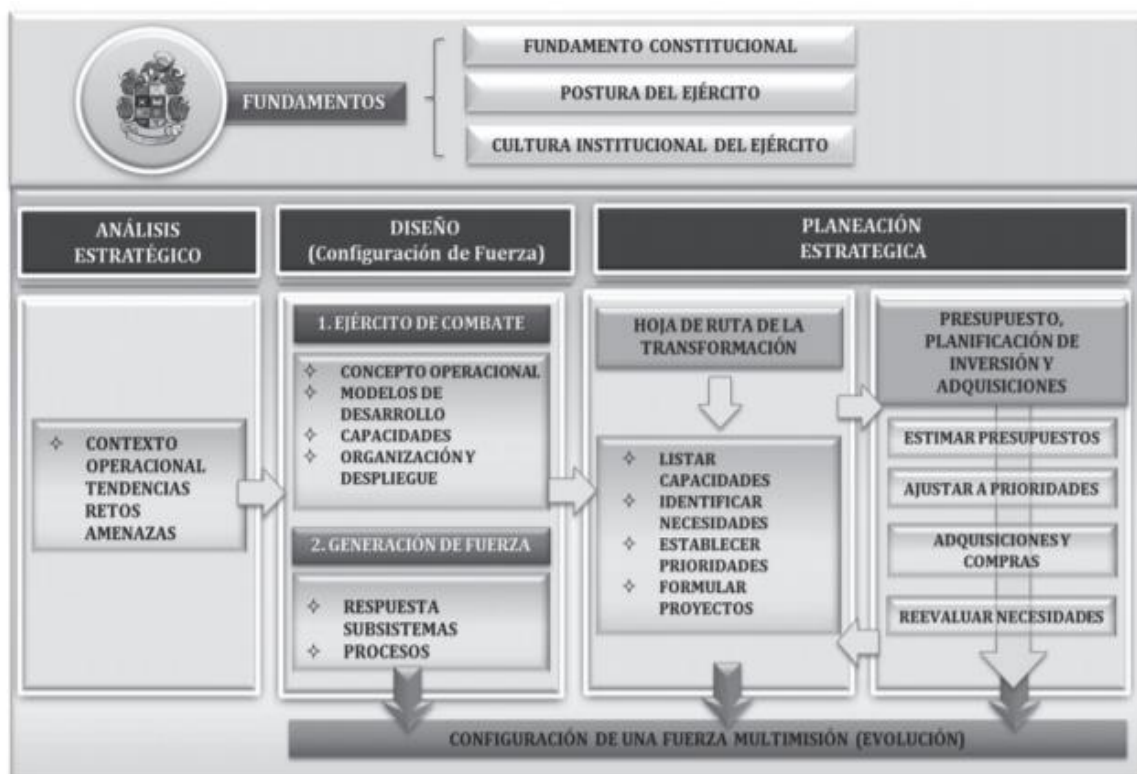 FUNDAMENTOS
FUNDAMENTO CONSTITUCIONAL
POSTURA DEL EJÉRCITO
CULTURA INSTITUCIONAL DEL EJÉRCITO
ANÁLISIS
ESTRATÉGICO
CONTEXTO
OPERACIONAL
TENDENCIAS
RETOS
AMENAZAS
DISEÑO
(Configuración de Fuerza)
1. EJÉRCITO DE COMBATE
CONCEPTO OPERACIONAL
MODELOS DE
DESARROLLO
CAPACIDADES
ORGANIZACIÓN Y
DESPLIEGUE
2. GENERACIÓN DE FUERZA
RESPUESTA
SUBSISTEMAS
PROCESOS
PLANEACIÓN
ESTRATEGICA
HOJA DE RUTA DE LA
TRANSFORMACIÓN
LISTAR
CAPACIDADES
IDENTIFICAR
NECESIDADES
ESTABLECER
PRIORIDADES
FORMULAR
PROYECTOS
PRESUPUESTO,
PLANIFICACIÓN DE
INVERSIÓN Y
ADQUISICIONES
ESTIMAR PRESUPUESTOS
AJUSTAR A PRIORIDADES
ADQUISICIONES Y
COMPRAS
REEVALUAR NECESIDADES
CONFIGURACIÓN DE UNA FUERZA MULTIMISIÓN (EVOLUCIÓN)